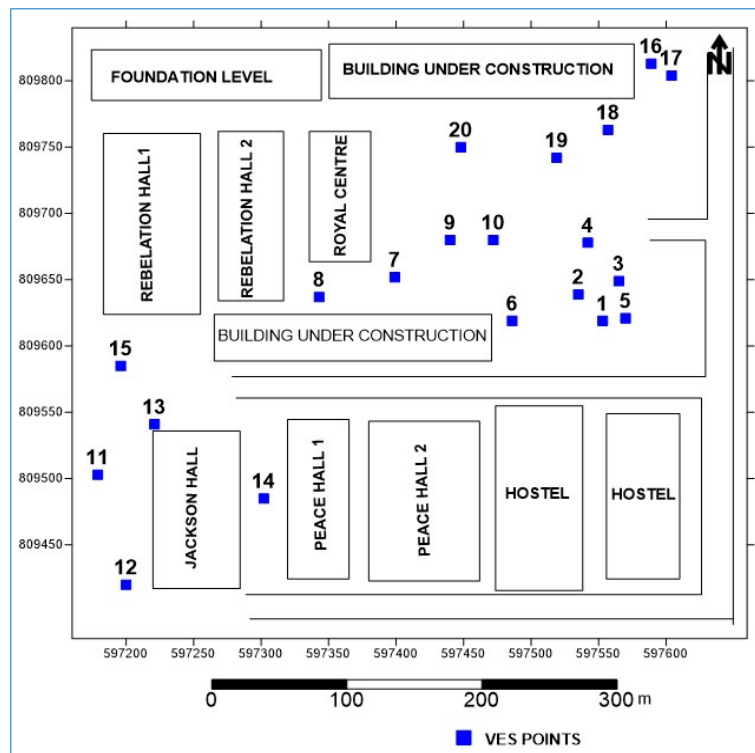 16
17
N
FOUNDATION LEVEL
BUILDING UNDER CONSTRUCTION
809800
18
20
19
809750
REBELATION HALL1
REBELATION HALL 2
ROYAL CENTRE
809700
9
10
4
7
3
809650
8
2
6
1
5
BUILDING UNDER CONSTRUCTION
809600
15
13
809550
11
14
809500
JACKSON HALL
PEACE HALL 1
PEACE HALL 2
HOSTEL
HOSTEL
809450
12
597200 597250 597300 597350 597400 597450 597500 597550 597600
0 100 200 300 m
VES POINTS